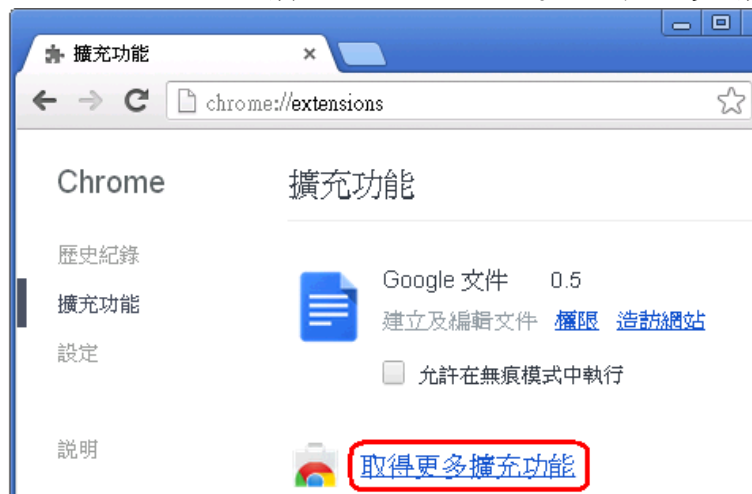 擴充功能
chrome://extensions
Chrome
擴充功能
歷史紀錄
擴充功能
設定
說明
Google 文件 0.5
建立及編輯文件 權限 造訪網站
允許在無痕模式中執行
取得更多擴充功能